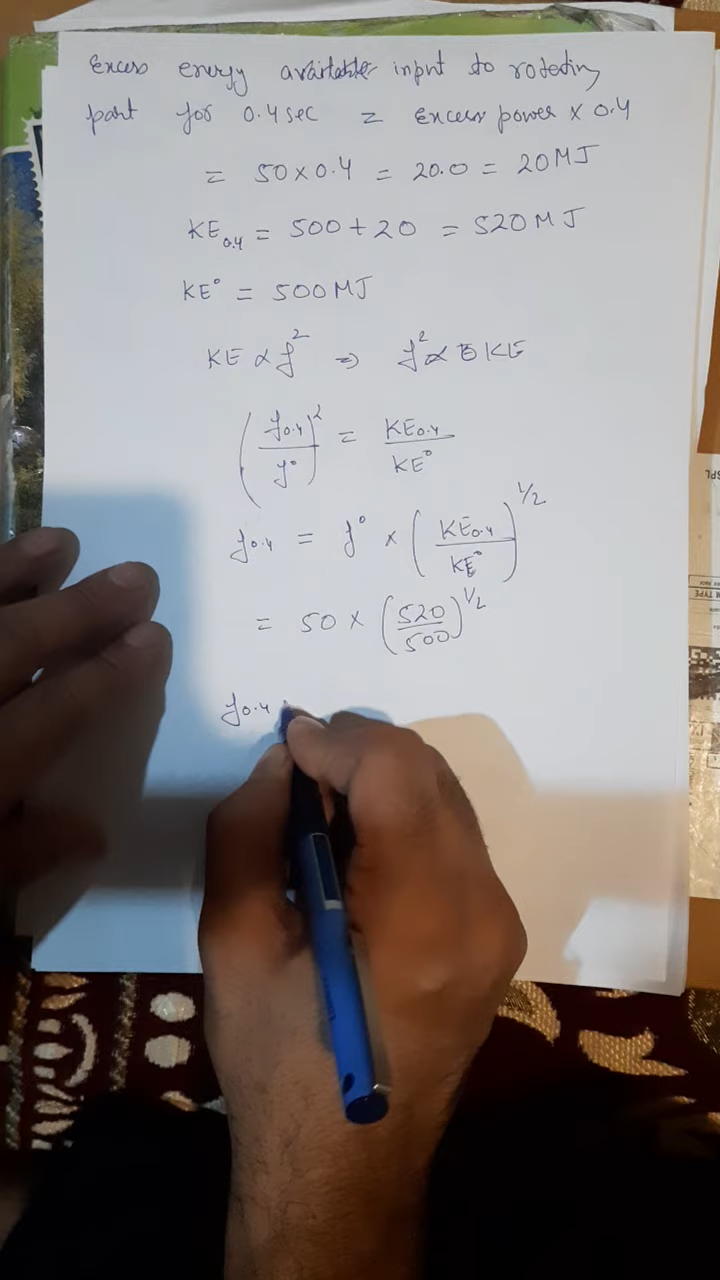 Excess energy available input to rotating
part for 0.4 sec = Excess power × 0.4
= 50 × 0.4 = 20.0 = 20 MJ
KE0.4 = 500 + 20 = 520 MJ
KE° = 500 MJ
KE ∝ f² ⇒ f² ∝ KE
(f0.4 / f°)² = KE0.4 / KE°
f0.4 = f° × (KE0.4 / KE°)^1/2
= 50 × (520 / 500)^1/2
f0.4